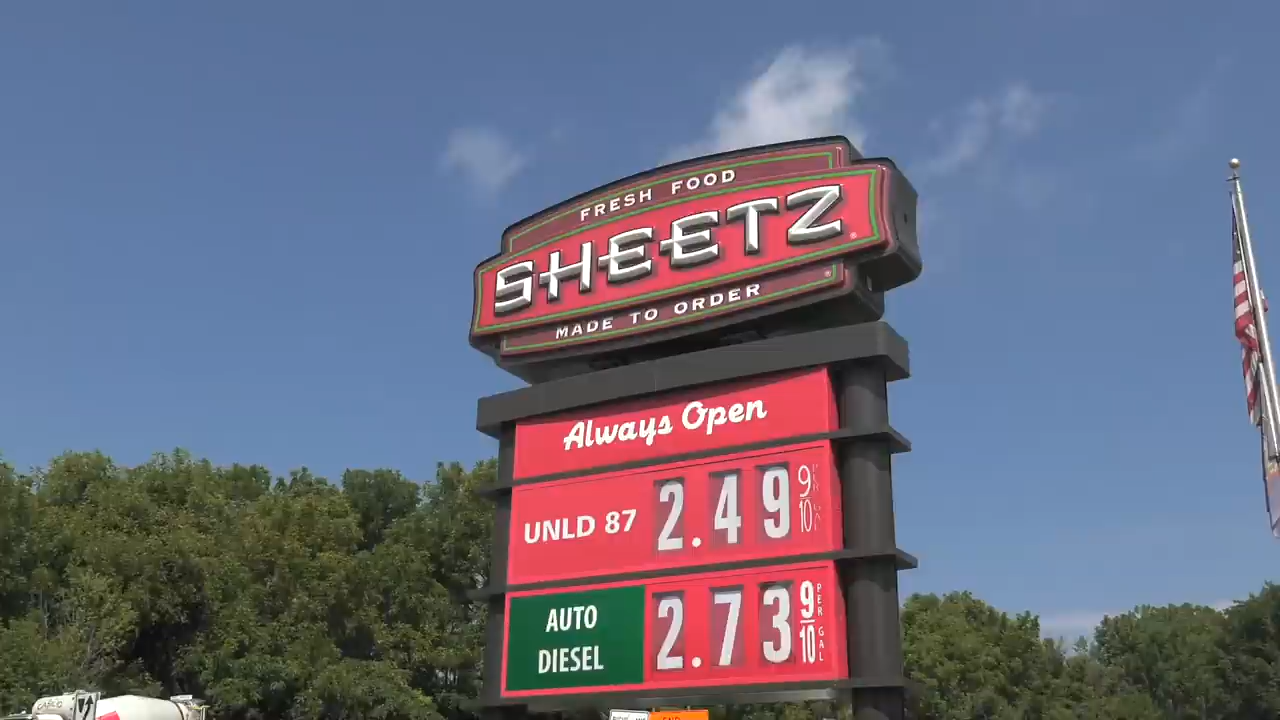 FRESH FOOD
SHEETZ
MADE TO ORDER
Always Open
UNLD 87 2.49 9/10 PER GAL
AUTO DIESEL 2.73 9/10 PER GAL